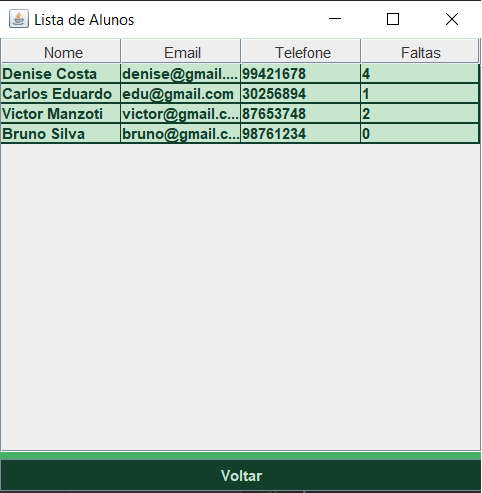 Lista de Alunos
Nome Email Telefone Faltas
Denise Costa denise@gmail.... 99421678 4
Carlos Eduardo edu@gmail.com 30256894 1
Victor Manzoti victor@gmail.c... 87653748 2
Bruno Silva bruno@gmail.c... 98761234 0
Voltar